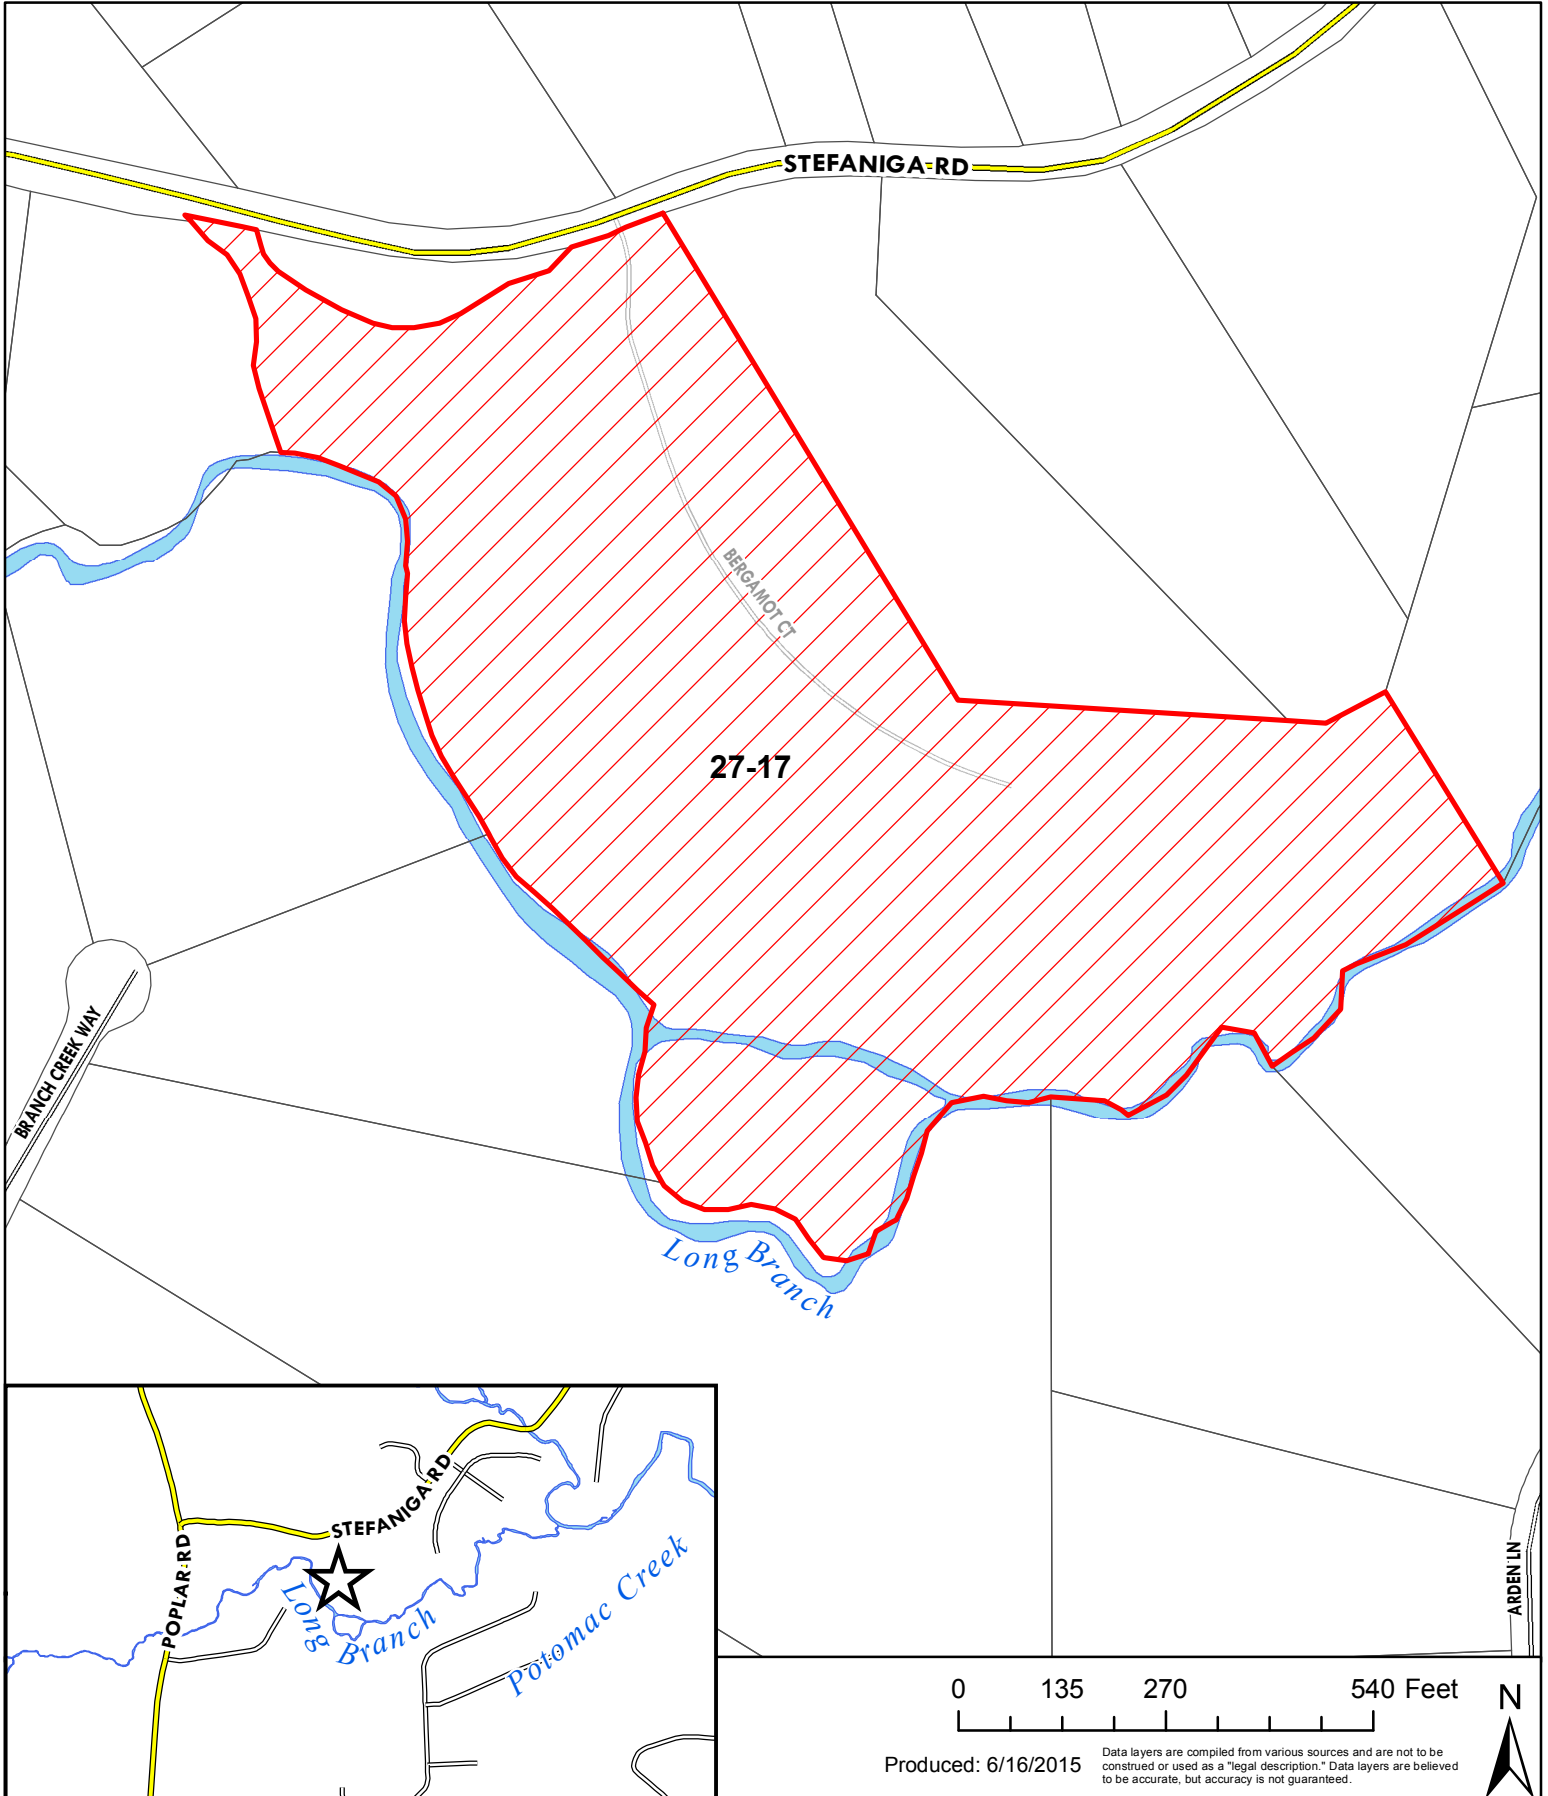 STEFANIGA RD
BERGAMOT CT
27-17
BRANCH CREEK WAY
Long Branch
STEFANIGA RD
POPLAR RD
Long Branch
Potomac Creek
ARDEN LN
0 135 270 540 Feet
N
Produced: 6/16/2015
Data layers are compiled from various sources and are not to be
construed or used as a "legal description." Data layers are believed
to be accurate, but accuracy is not guaranteed.